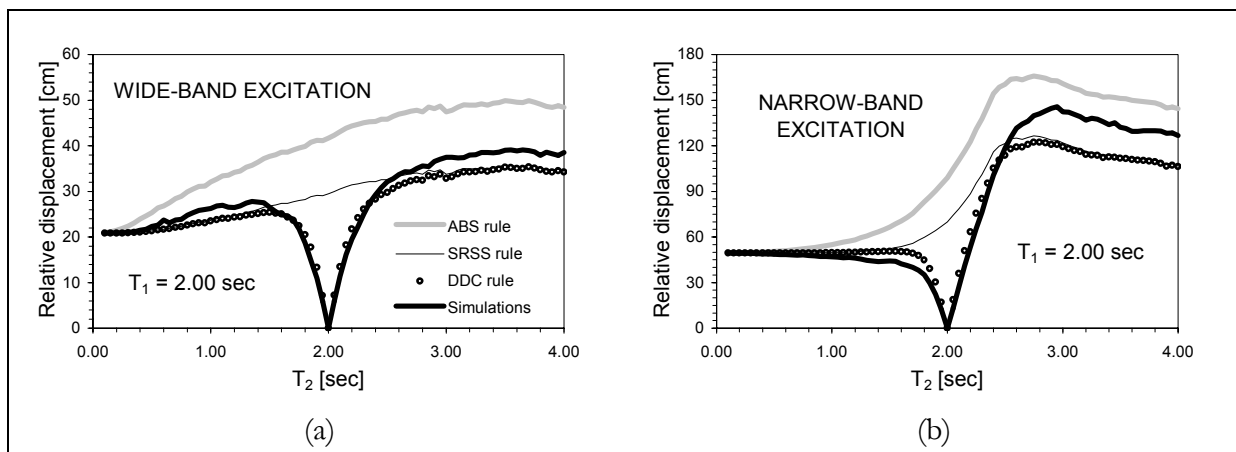 60
50
40
30
20
10
0
Relative displacement [cm]
WIDE-BAND EXCITATION
ABS rule
SRSS rule
DDC rule
Simulations
T1 = 2.00 sec
0.00 1.00 2.00 3.00 4.00
T2 [sec]
(a)
180
150
120
90
60
30
0
Relative displacement [cm]
NARROW-BAND
EXCITATION
T1 = 2.00 sec
0.00 1.00 2.00 3.00 4.00
T2 [sec]
(b)